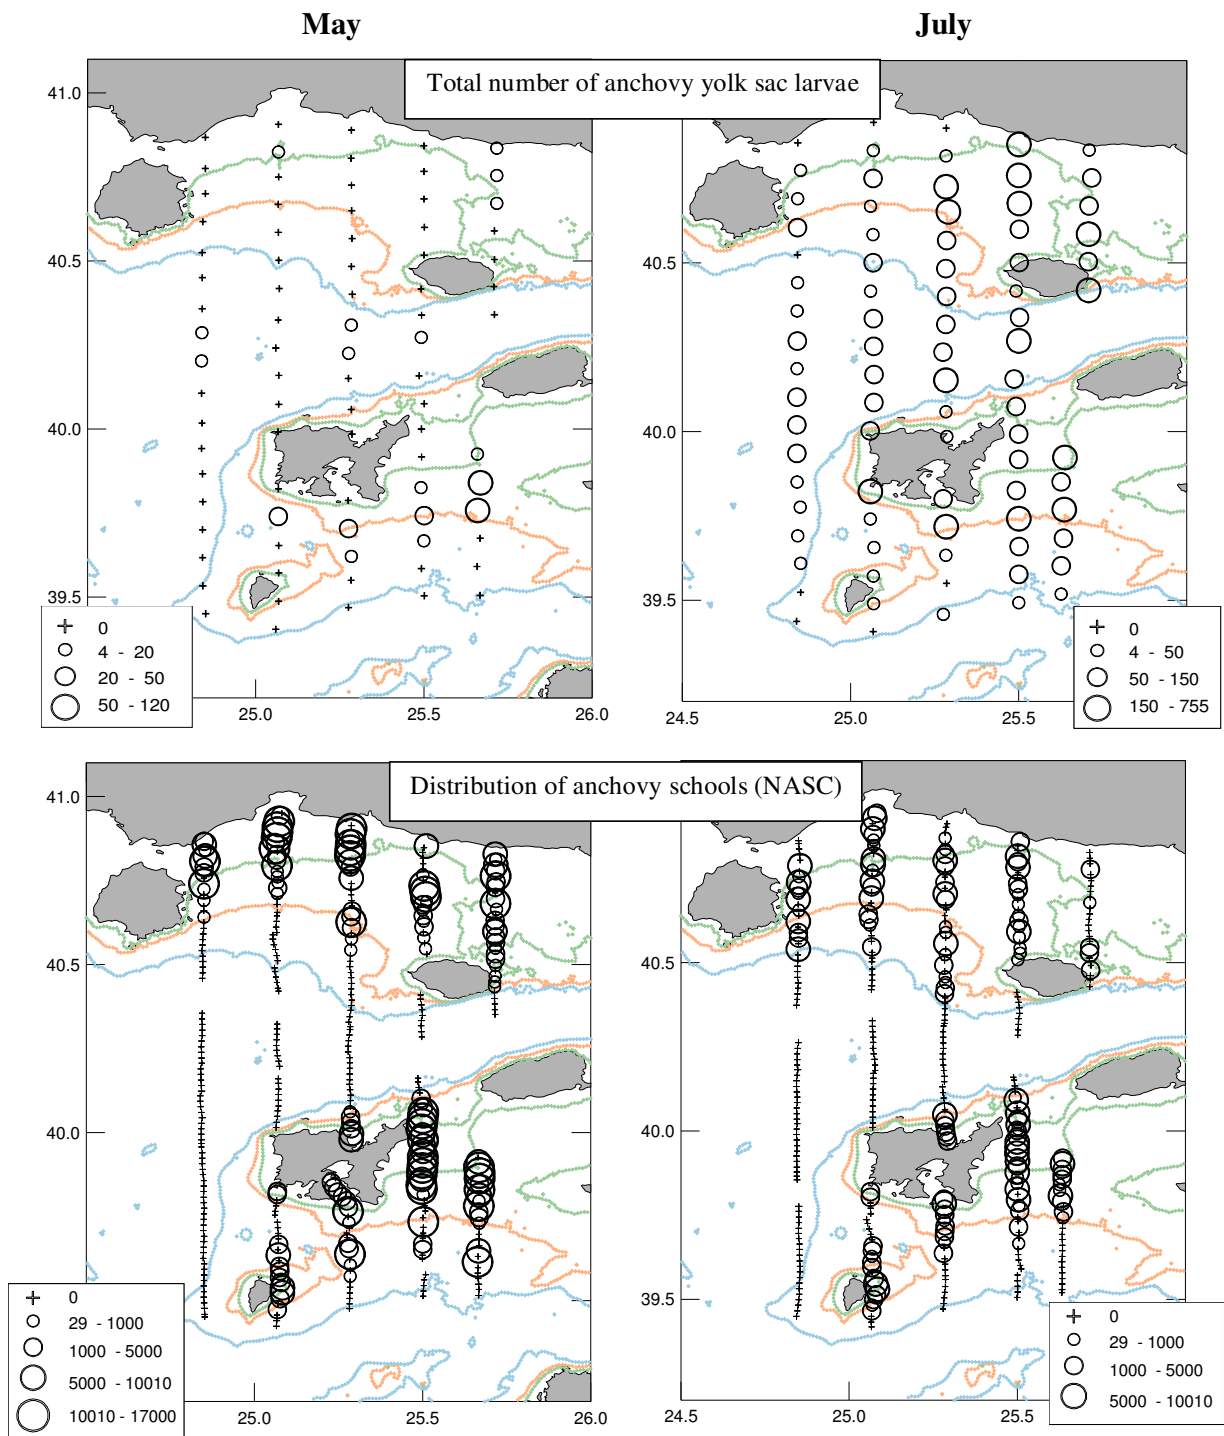 May
July
Total number of anchovy yolk sac larvae
41.0
40.5
40.0
39.5
0
4 - 20
20 - 50
50 - 120
25.0
25.5
26.0
40.5
40.0
39.5
0
4 - 50
50 - 150
150 - 755
24.5
25.0
25.5
Distribution of anchovy schools (NASC)
41.0
40.5
40.0
0
29 - 1000
1000 - 5000
5000 - 10010
10010 - 17000
25.0
25.5
26.0
40.5
40.0
39.5
0
29 - 1000
1000 - 5000
5000 - 10010
24.5
25.0
25.5